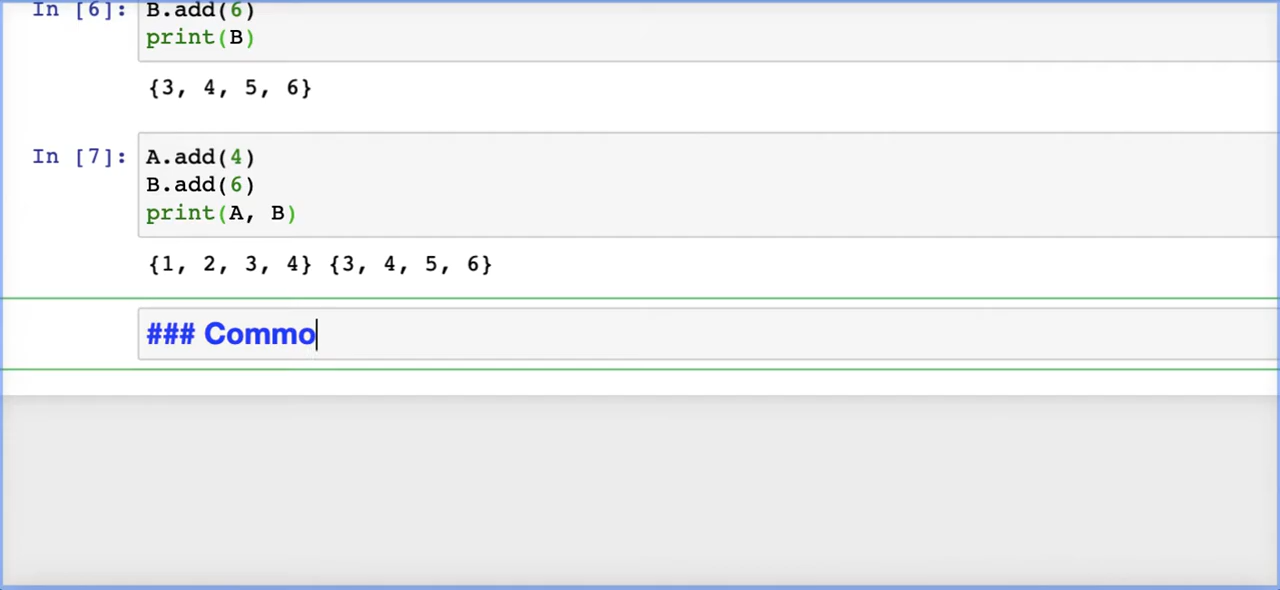 In [6]: B.add(6)
print(B)
{3, 4, 5, 6}
In [7]: A.add(4)
B.add(6)
print(A, B)
{1, 2, 3, 4} {3, 4, 5, 6}
### Commo